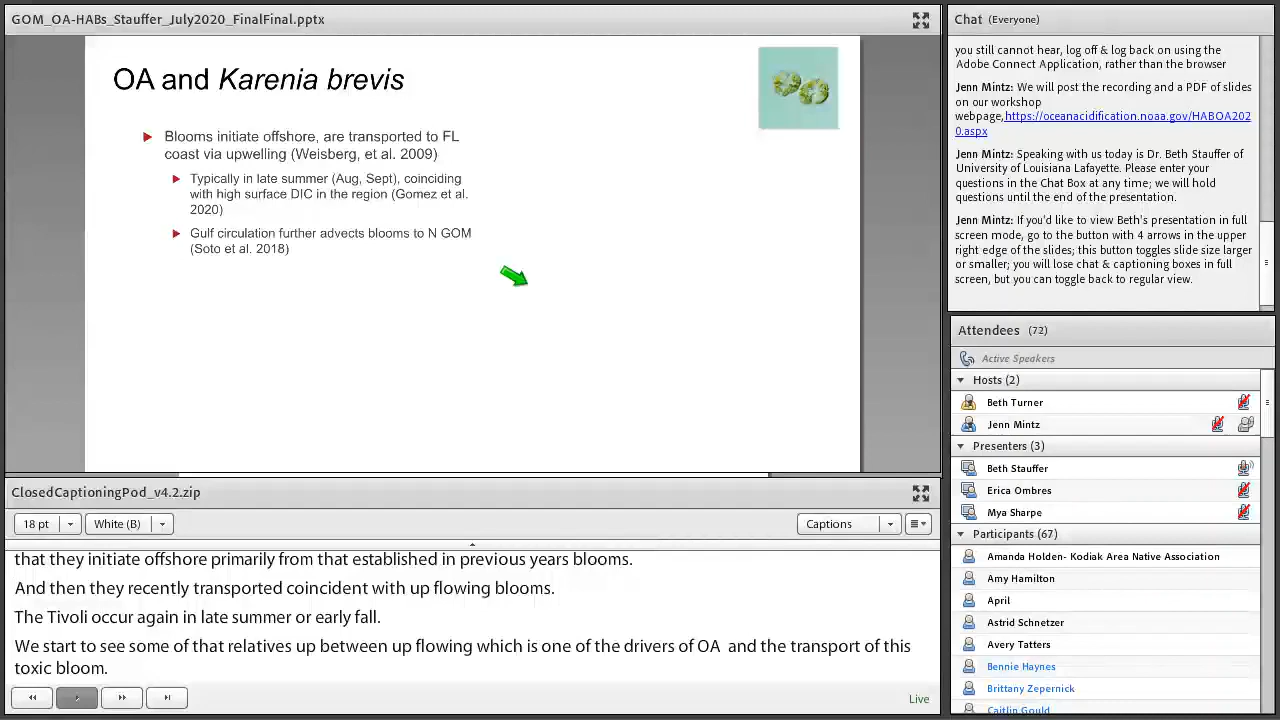 GOM_OA-HABs_Stauffer_July2020_FinalFinal.pptx
OA and Karenia brevis
Blooms initiate offshore, are transported to FL
coast via upwelling (Weisberg, et al. 2009)
Typically in late summer (Aug, Sept), coinciding
with high surface DIC in the region (Gomez et al.
2020)
Gulf circulation further advects blooms to N GOM
(Soto et al. 2018)
ClosedCaptioningPod_v4.2.zip
18 pt
White (B)
Captions
that they initiate offshore primarily from that established in previous years blooms.
And then they recently transported coincident with up flowing blooms.
The Tivoli occur again in late summer or early fall.
We start to see some of that relatives up between up flowing which is one of the drivers of OA and the transport of this
toxic bloom.
Live
Chat (Everyone)
you still cannot hear, log off & log back on using the
Adobe Connect Application, rather than the browser
Jenn Mintz: We will post the recording and a PDF of slides
on our workshop
webpage,https://oceanacidification.noaa.gov/HABOA202
0.aspx
Jenn Mintz: Speaking with us today is Dr. Beth Stauffer of
University of Louisiana Lafayette. Please enter your
questions in the Chat Box at any time; we will hold
questions until the end of the presentation.
Jenn Mintz: If you'd like to view Beth's presentation in full
screen mode, go to the button with 4 arrows in the upper
right edge of the slides; this button toggles slide size larger
or smaller; you will lose chat & captioning boxes in full
screen, but you can toggle back to regular view.
Attendees (72)
Active Speakers
Hosts (2)
Beth Turner
Jenn Mintz
Presenters (3)
Beth Stauffer
Erica Ombres
Mya Sharpe
Participants (67)
Amanda Holden- Kodiak Area Native Association
Amy Hamilton
April
Astrid Schnetzer
Avery Tatters
Bennie Haynes
Brittany Zepernick
Caitlin Gould